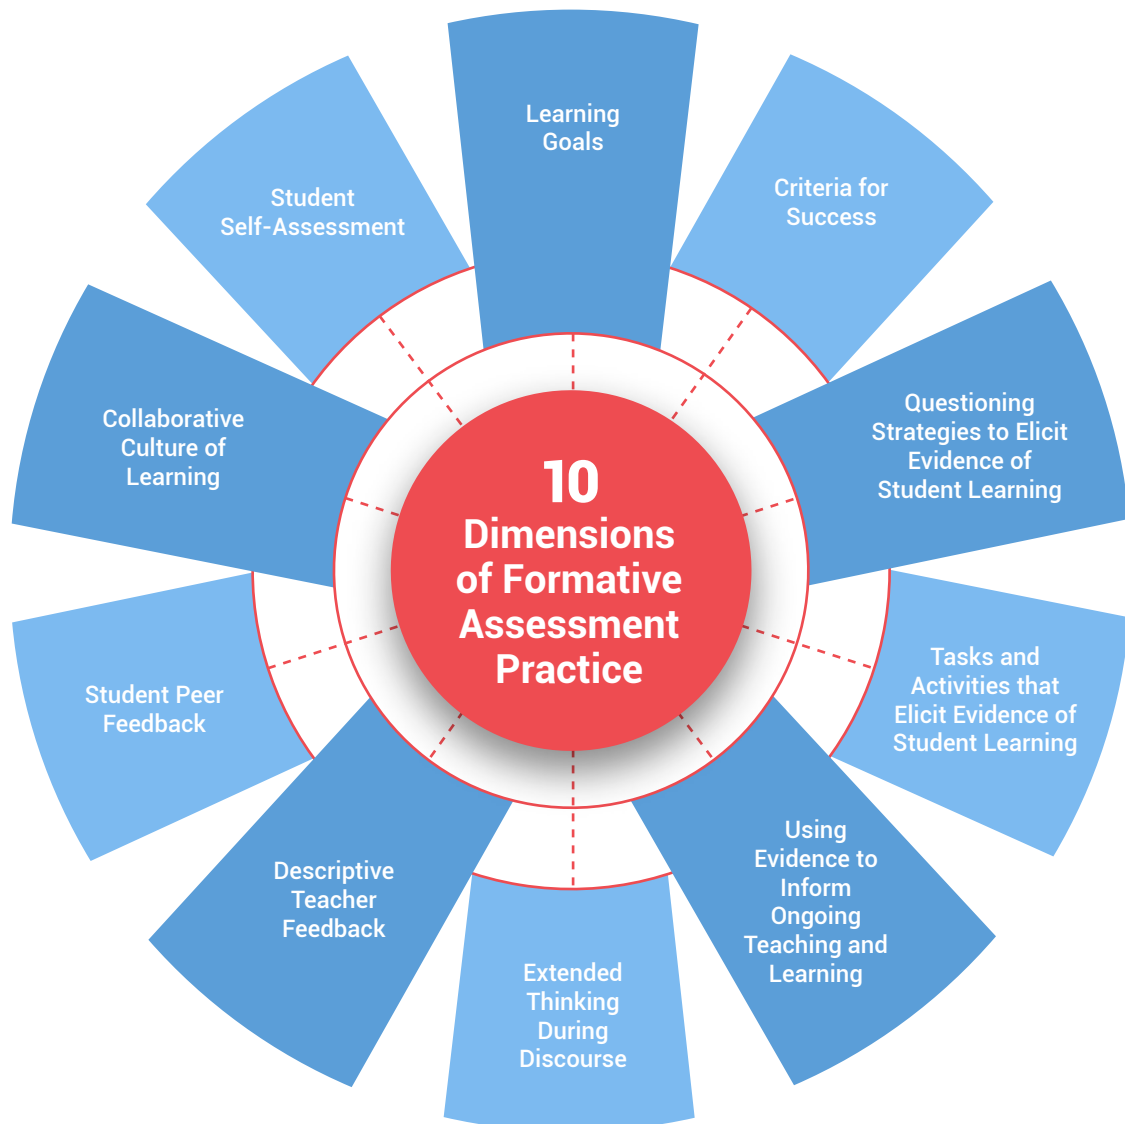 10
Dimensions
of Formative
Assessment
Practice
Learning
Goals
Criteria for
Success
Questioning
Strategies to Elicit
Evidence of
Student Learning
Tasks and
Activities that
Elicit Evidence of
Student Learning
Using
Evidence to
Inform
Ongoing
Teaching and
Learning
Extended
Thinking
During
Discourse
Descriptive
Teacher
Feedback
Student Peer
Feedback
Collaborative
Culture of
Learning
Student
Self-Assessment